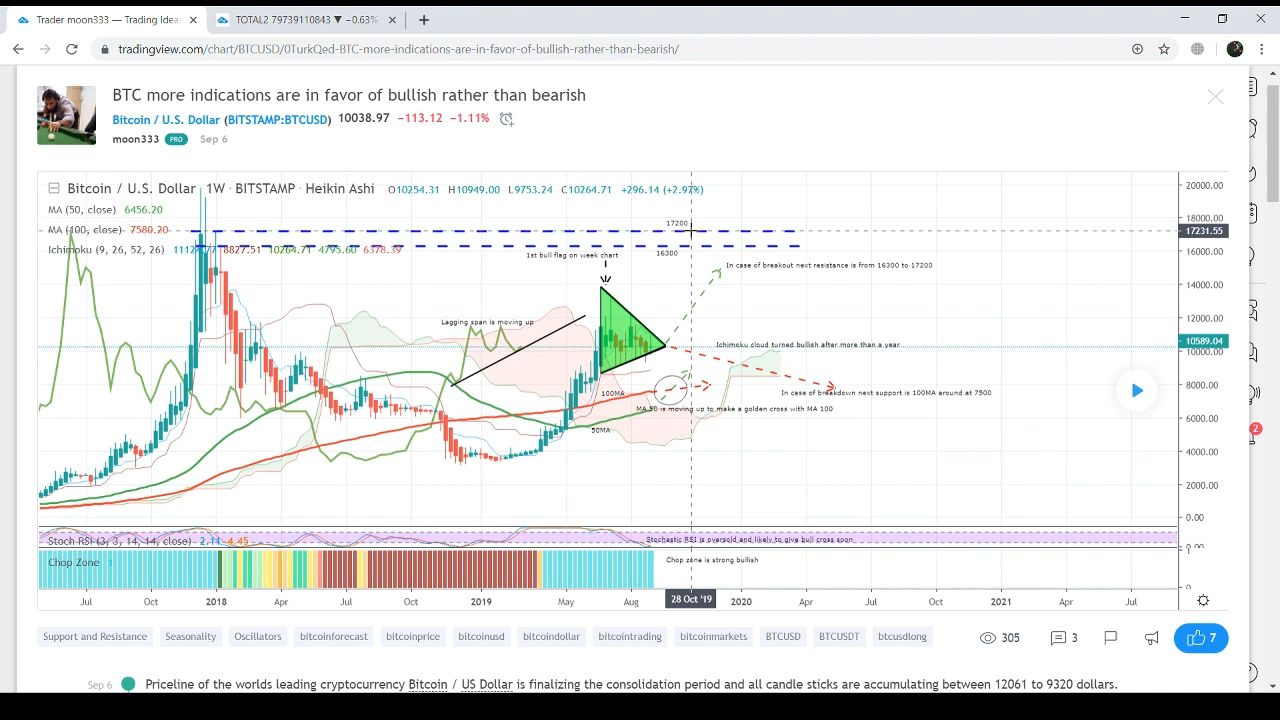 Trader moon333 — Trading Ideas
TOTAL2 79739110843 ▼ −0.63%
tradingview.com/chart/BTCUSD/0TurkQed-BTC-more-indications-are-in-favor-of-bullish-rather-than-bearish/
BTC more indications are in favor of bullish rather than bearish
Bitcoin / U.S. Dollar (BITSTAMP:BTCUSD) 10038.97 −113.12 −1.11%
moon333 PRO Sep 6
Bitcoin / U.S. Dollar · 1W · BITSTAMP · Heikin Ashi O10254.31 H10949.00 L9753.24 C10264.71 +296.14 (+2.97%)
MA (50, close) 6456.20
MA (100, close) 7580.20
Ichimoku (9, 26, 52, 26) 8827.51 10264.71 4795.60 6378.39
20000.00
18000.00
17231.55
16000.00
14000.00
12000.00
10589.04
10000.00
8000.00
6000.00
4000.00
2000.00
0.00
17200
16300
1st bull flag on week chart
In case of breakout next resistance is from 16300 to 17200
Lagging span is moving up
Ichimoku cloud turned bullish after more than a year
100MA
In case of breakdown next support is 100MA around at 7500
MA 50 is moving up to make a golden cross with MA 100
50MA
Stoch RSI (3, 3, 14, 14, close) 2.11 4.45
Stochastic RSI is oversold and likely to give bull cross soon
Chop Zone
Chop zone is strong bullish
Jul Oct 2018 Apr Jul Oct 2019 May Aug 28 Oct '19 2020 Apr Jul Oct 2021 Apr Jul
Support and Resistance Seasonality Oscillators bitcoinforecast bitcoinprice bitcoinusd bitcoindollar bitcointrading bitcoinmarkets BTCUSD BTCUSDT btcusdlong
305 3 7
2
Sep 6 Priceline of the worlds leading cryptocurrency Bitcoin / US Dollar is finalizing the consolidation period and all candle sticks are accumulating between 12061 to 9320 dollars.